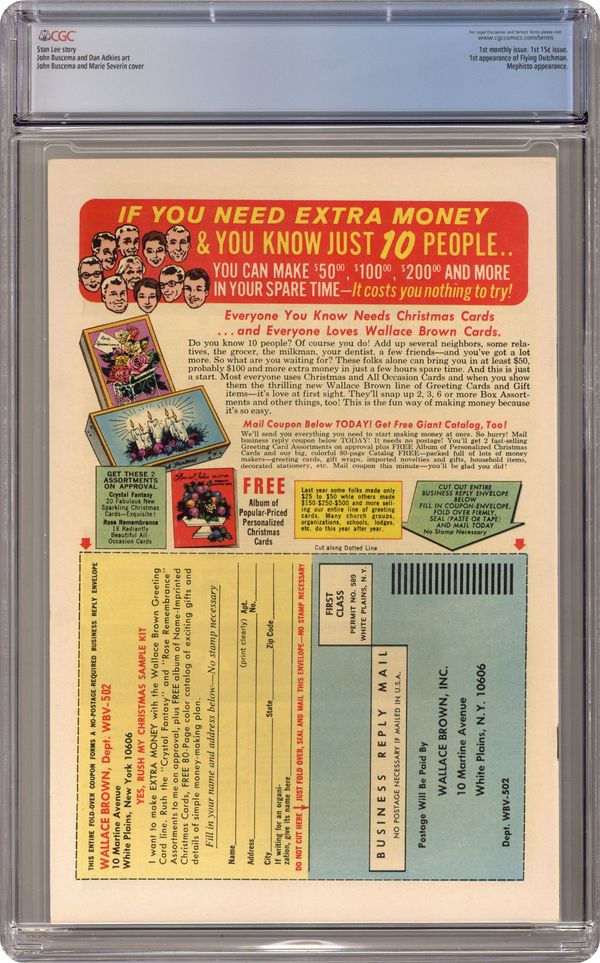 CGC
Stan Lee story
John Buscema and Dan Adkins art
John Buscema and Marie Severin cover
For Legal Disclaimer and Service Terms please visit
www.cgccomics.com/terms
1st monthly issue. 1st 15¢ issue.
1st appearance of Flying Dutchman.
Mephisto appearance.
IF YOU NEED EXTRA MONEY
& YOU KNOW JUST 10 PEOPLE..
YOU CAN MAKE $50⁰⁰, $100⁰⁰, $200⁰⁰ AND MORE
IN YOUR SPARE TIME—It costs you nothing to try!
Everyone You Know Needs Christmas Cards
...and Everyone Loves Wallace Brown Cards.
Do you know 10 people? Of course you do! Add up several neighbors, some rela-
tives, the grocer, the milkman, your dentist, a few friends—and you've got a lot
more. So what are you waiting for? These folks alone can bring you in at least $50,
probably $100 and more extra money in just a few hours spare time. And this is just
a start. Most everyone uses Christmas and All Occasion Cards and when you show
them the thrilling new Wallace Brown line of Greeting Cards and Gift
items—it's love at first sight. They'll snap up 2, 3, 6 or more Box Assort-
ments and other things, too! This is the fun way of making money because
it's so easy.
Mail Coupon Below TODAY! Get Free Giant Catalog, Too!
We'll send you everything you need to start making money at once. So hurry! Mail
business reply coupon below TODAY! It needs no postage! You'll get 2 fast-selling
Greeting Card Assortments on approval plus FREE Album of Personalized Christmas
Cards and our big, colorful 80-page Catalog FREE—packed full of lots of money
makers—greeting cards, gift wraps, imported novelties and gifts, household items,
decorated stationery, etc. Mail coupon this minute—you'll be glad you did!
GET THESE 2
ASSORTMENTS
ON APPROVAL
Crystal Fantasy
20 Fabulous New
Sparkling Christmas
Cards—Exquisite!
Rose Remembrance
18 Radiantly
Beautiful All-
Occasion Cards
FREE
Album of
Popular-Priced
Personalized
Christmas
Cards
Last year some folks made only
$25 to $50 while others made
$150-$250-$500 and more sell-
ing our entire line of greeting
cards. Many church groups,
organizations, schools, lodges,
etc. do this year after year.
CUT OUT ENTIRE
BUSINESS REPLY ENVELOPE
BELOW
FILL IN COUPON-ENVELOPE,
FOLD OVER FIRMLY,
SEAL (PASTE OR TAPE)
AND MAIL TODAY
No Stamp Necessary
Cut along Dotted Line
THIS ENTIRE FOLD-OVER COUPON FORMS A NO-POSTAGE-REQUIRED BUSINESS REPLY ENVELOPE
WALLACE BROWN, Dept. WBV-502
10 Martine Avenue
White Plains, New York 10606
YES, RUSH MY CHRISTMAS SAMPLE KIT
I want to make EXTRA MONEY with the Wallace Brown Greeting
Card line. Rush the "Crystal Fantasy" and "Rose Remembrance"
Assortments to me on approval, plus FREE album of Name-Imprinted
Christmas Cards, FREE 80-Page color catalog of exciting gifts and
details of simple money-making plan.
Fill in your name and address below—No stamp necessary
Name
(print clearly)
Address
Apt.
No.
City
State
Zip Code
If writing for an organi-
zation, give its name here
DO NOT CUT HERE JUST FOLD OVER, SEAL AND MAIL THIS ENVELOPE—NO STAMP NECESSARY
FIRST
CLASS
PERMIT NO. 589
WHITE PLAINS, N.Y.
BUSINESS REPLY MAIL
NO POSTAGE NECESSARY IF MAILED IN U.S.A.
Postage Will Be Paid By
WALLACE BROWN, INC.
10 Martine Avenue
White Plains, N.Y. 10606
Dept. WBV-502